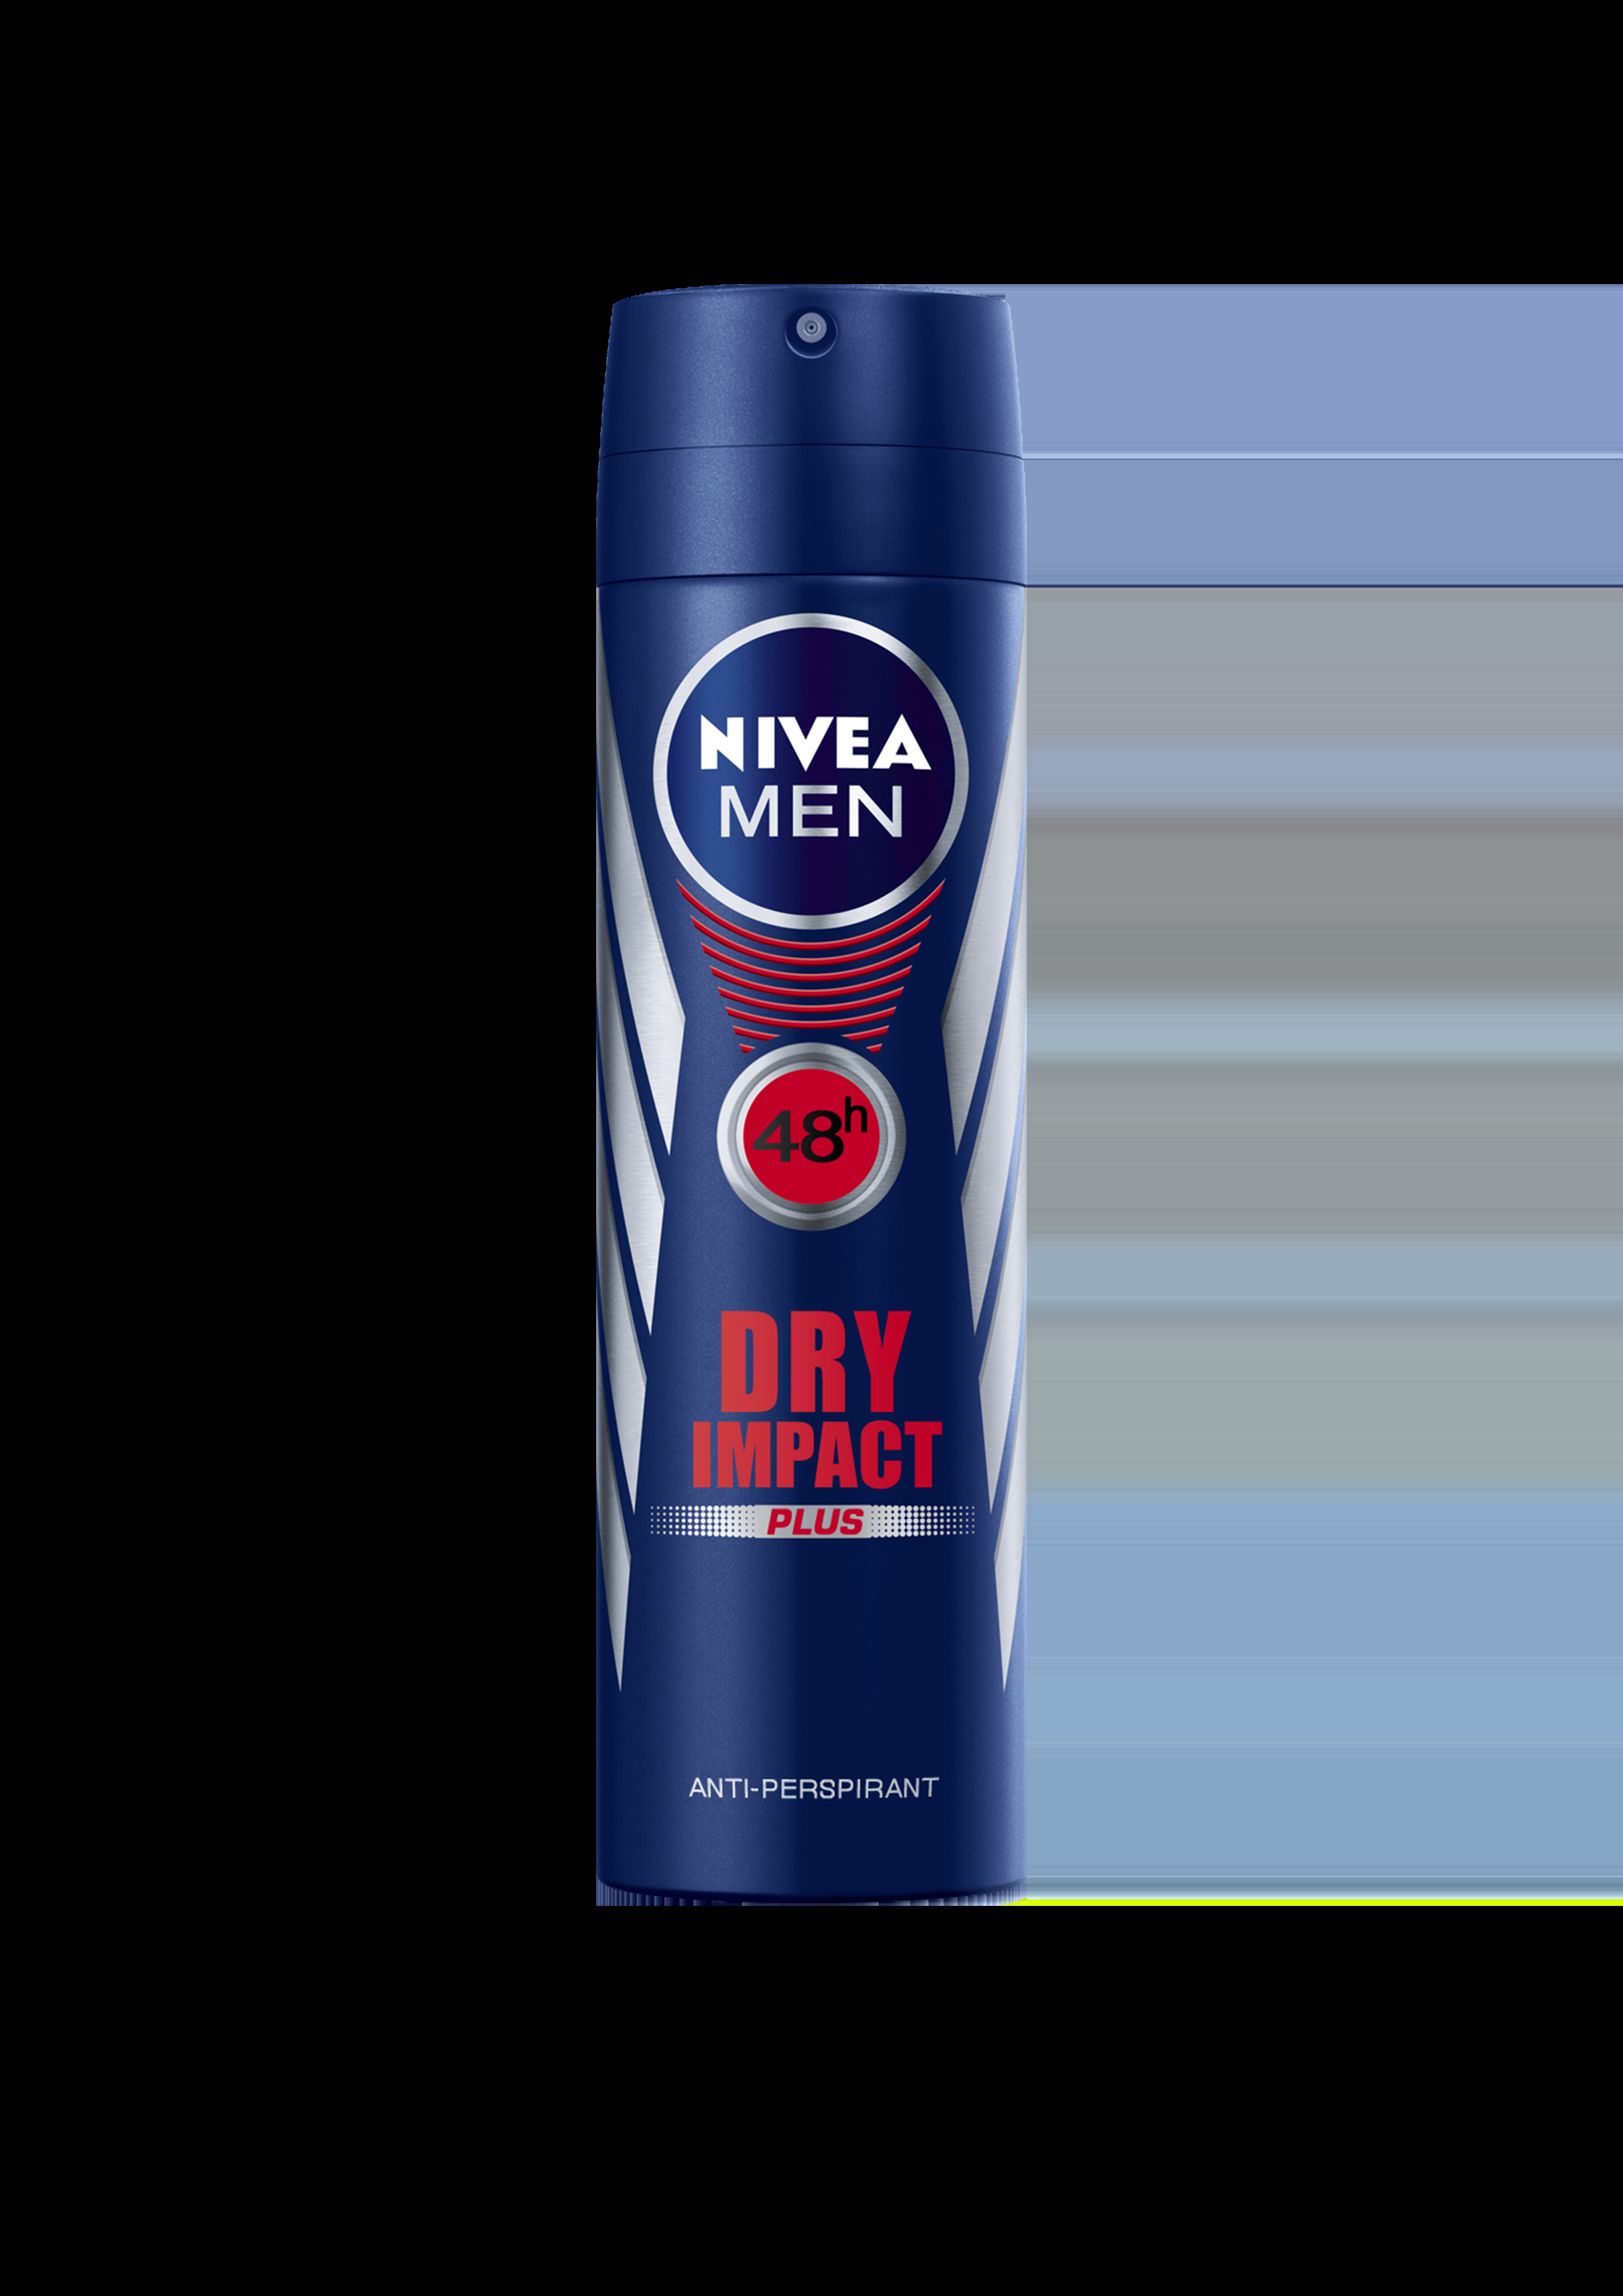 NIVEA
MEN
48h
DRY
IMPACT
PLUS
ANTI-PERSPIRANT